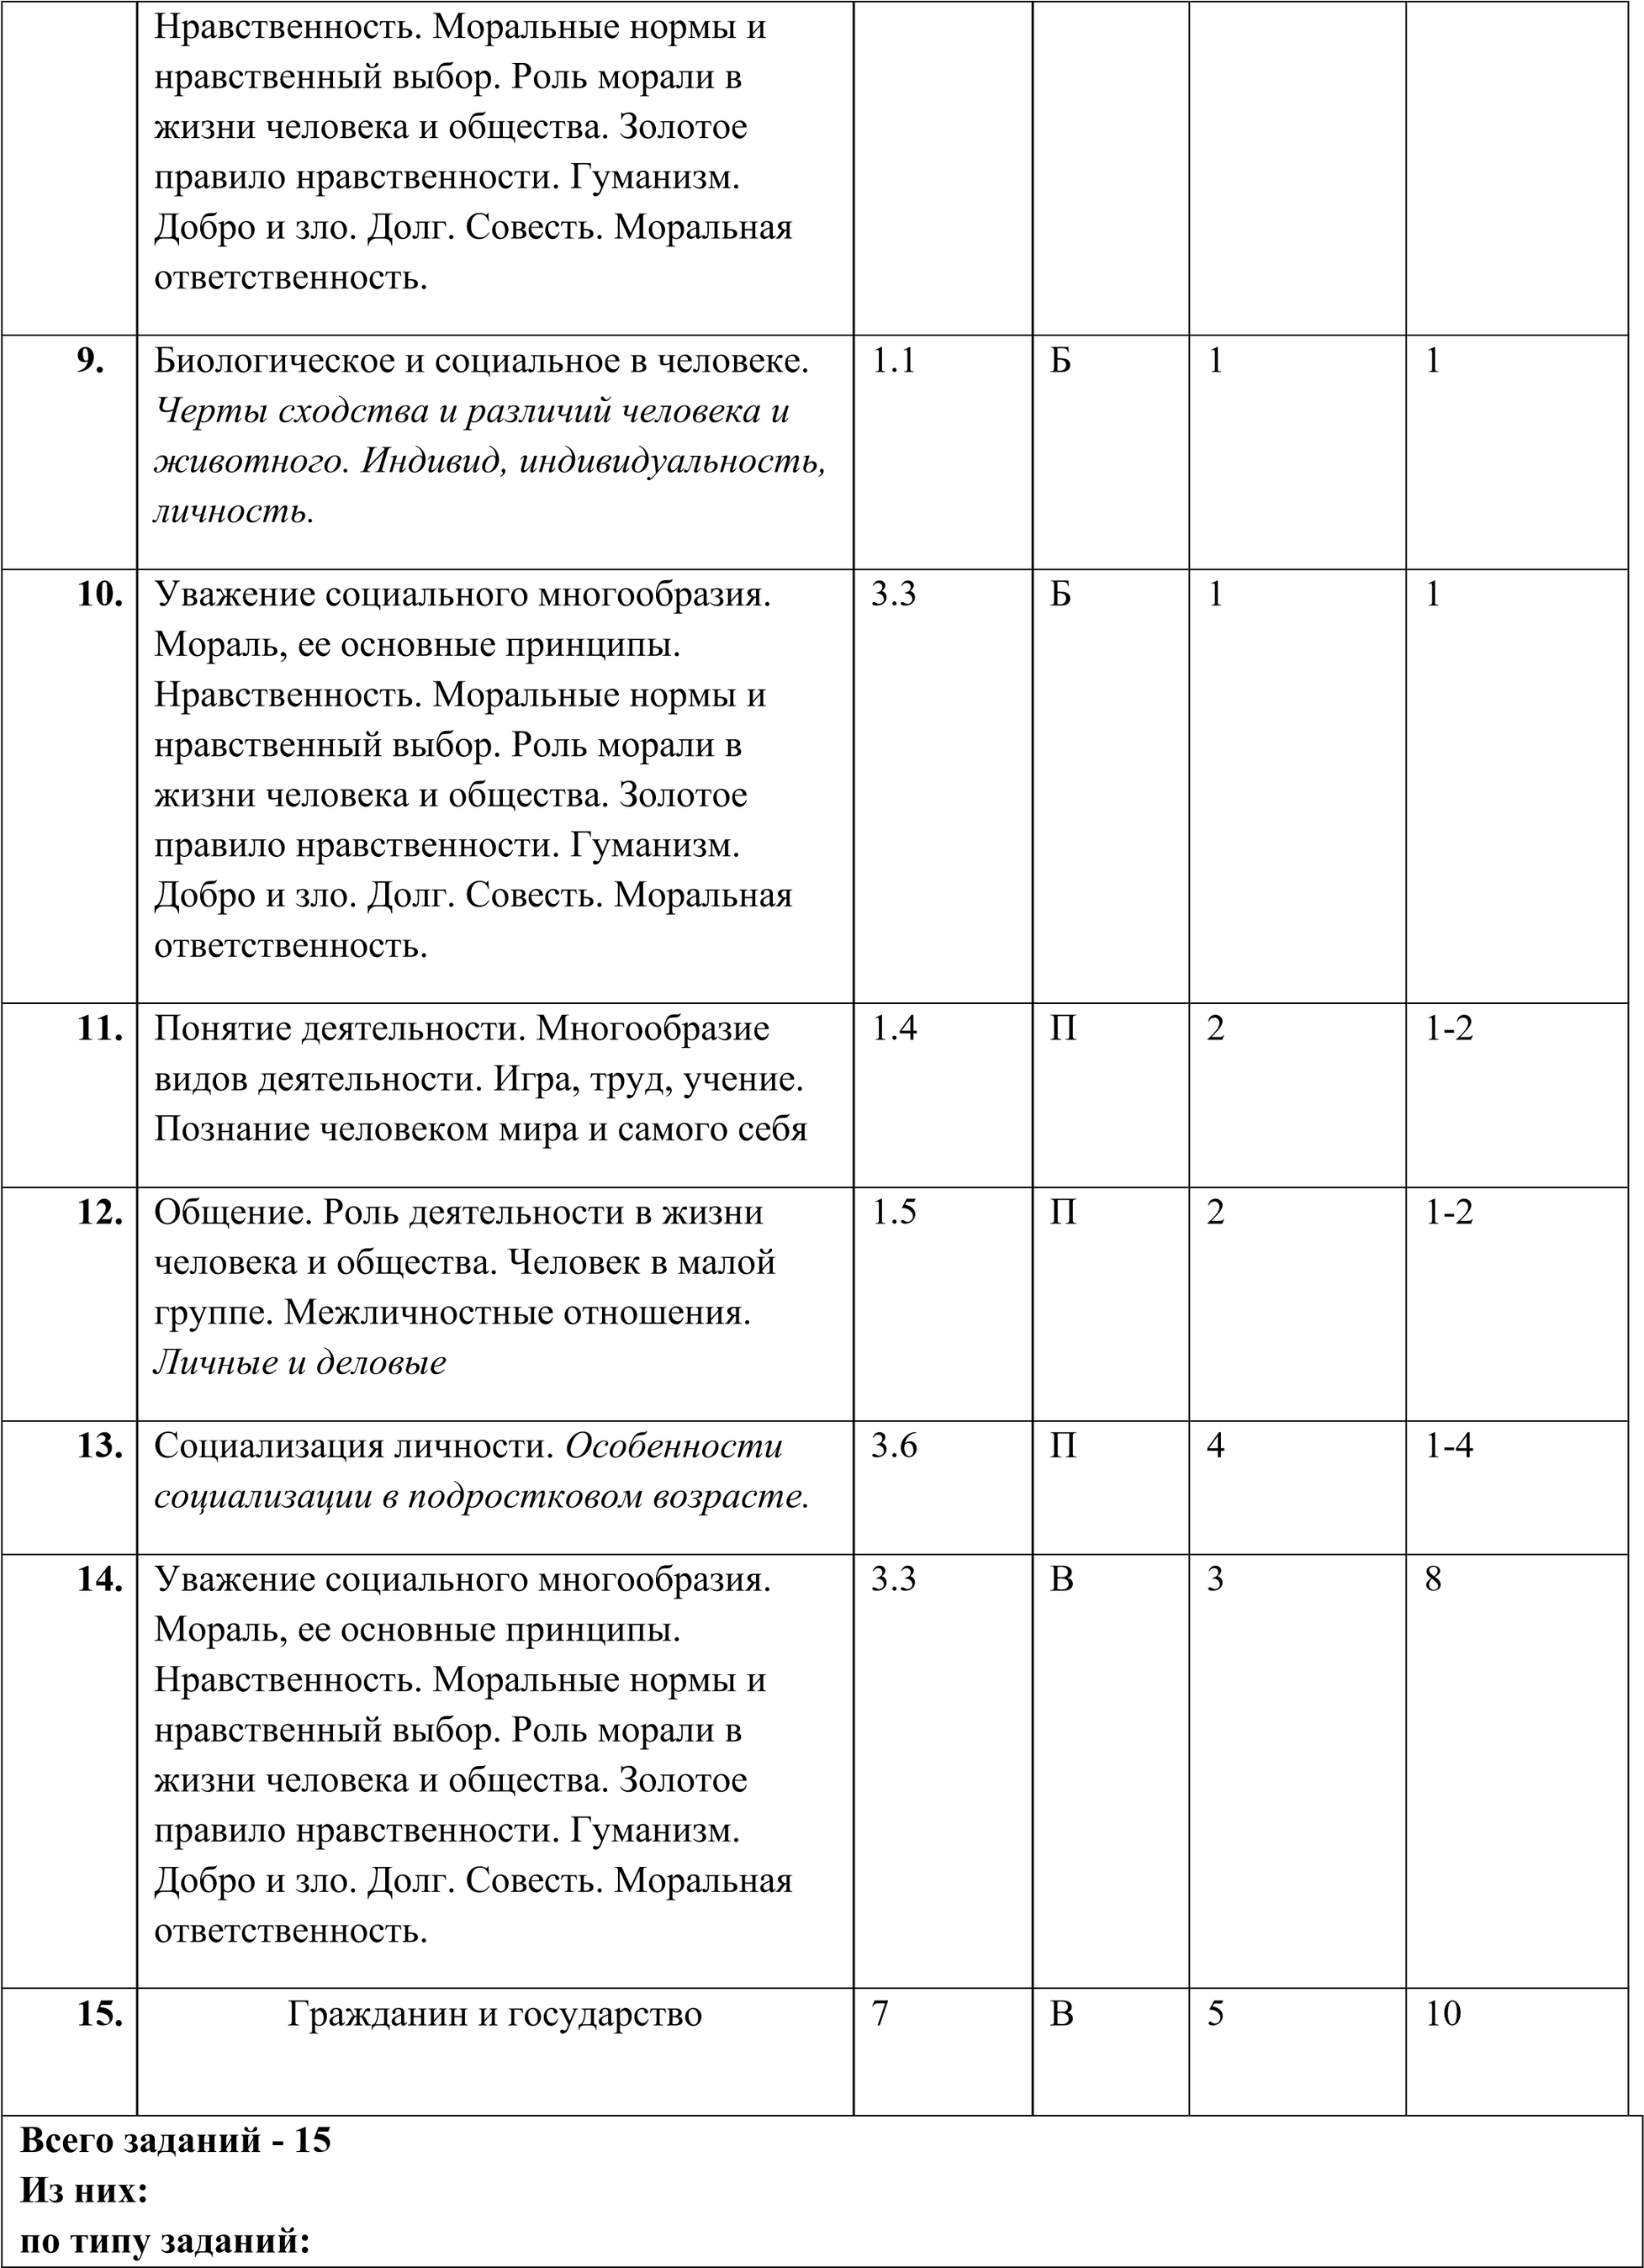 Нравственность. Моральные нормы и
нравственный выбор. Роль морали в
жизни человека и общества. Золотое
правило нравственности. Гуманизм.
Добро и зло. Долг. Совесть. Моральная
ответственность.
9. Биологическое и социальное в человеке. 1.1 Б 1 1
Черты сходства и различий человека и
животного. Индивид, индивидуальность,
личность.
10. Уважение социального многообразия. 3.3 Б 1 1
Мораль, ее основные принципы.
Нравственность. Моральные нормы и
нравственный выбор. Роль морали в
жизни человека и общества. Золотое
правило нравственности. Гуманизм.
Добро и зло. Долг. Совесть. Моральная
ответственность.
11. Понятие деятельности. Многообразие 1.4 П 2 1-2
видов деятельности. Игра, труд, учение.
Познание человеком мира и самого себя
12. Общение. Роль деятельности в жизни 1.5 П 2 1-2
человека и общества. Человек в малой
группе. Межличностные отношения.
Личные и деловые
13. Социализация личности. Особенности 3.6 П 4 1-4
социализации в подростковом возрасте.
14. Уважение социального многообразия. 3.3 В 3 8
Мораль, ее основные принципы.
Нравственность. Моральные нормы и
нравственный выбор. Роль морали в
жизни человека и общества. Золотое
правило нравственности. Гуманизм.
Добро и зло. Долг. Совесть. Моральная
ответственность.
15. Гражданин и государство 7 В 5 10
Всего заданий - 15
Из них:
по типу заданий: